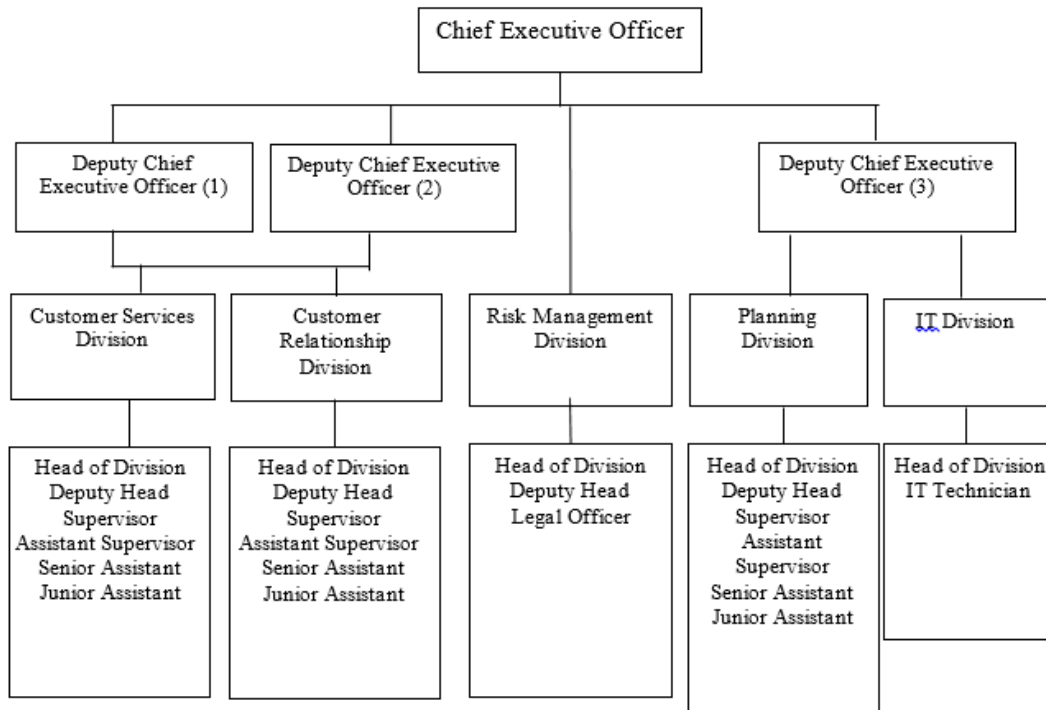 Chief Executive Officer
Deputy Chief
Executive Officer (1)
Deputy Chief Executive
Officer (2)
Deputy Chief Executive
Officer (3)
Customer Services
Division
Customer
Relationship
Division
Risk Management
Division
Planning
Division
IT Division
Head of Division
Deputy Head
Supervisor
Assistant Supervisor
Senior Assistant
Junior Assistant
Head of Division
Deputy Head
Supervisor
Assistant Supervisor
Senior Assistant
Junior Assistant
Head of Division
Deputy Head
Legal Officer
Head of Division
Deputy Head
Supervisor
Assistant
Supervisor
Senior Assistant
Junior Assistant
Head of Division
IT Technician